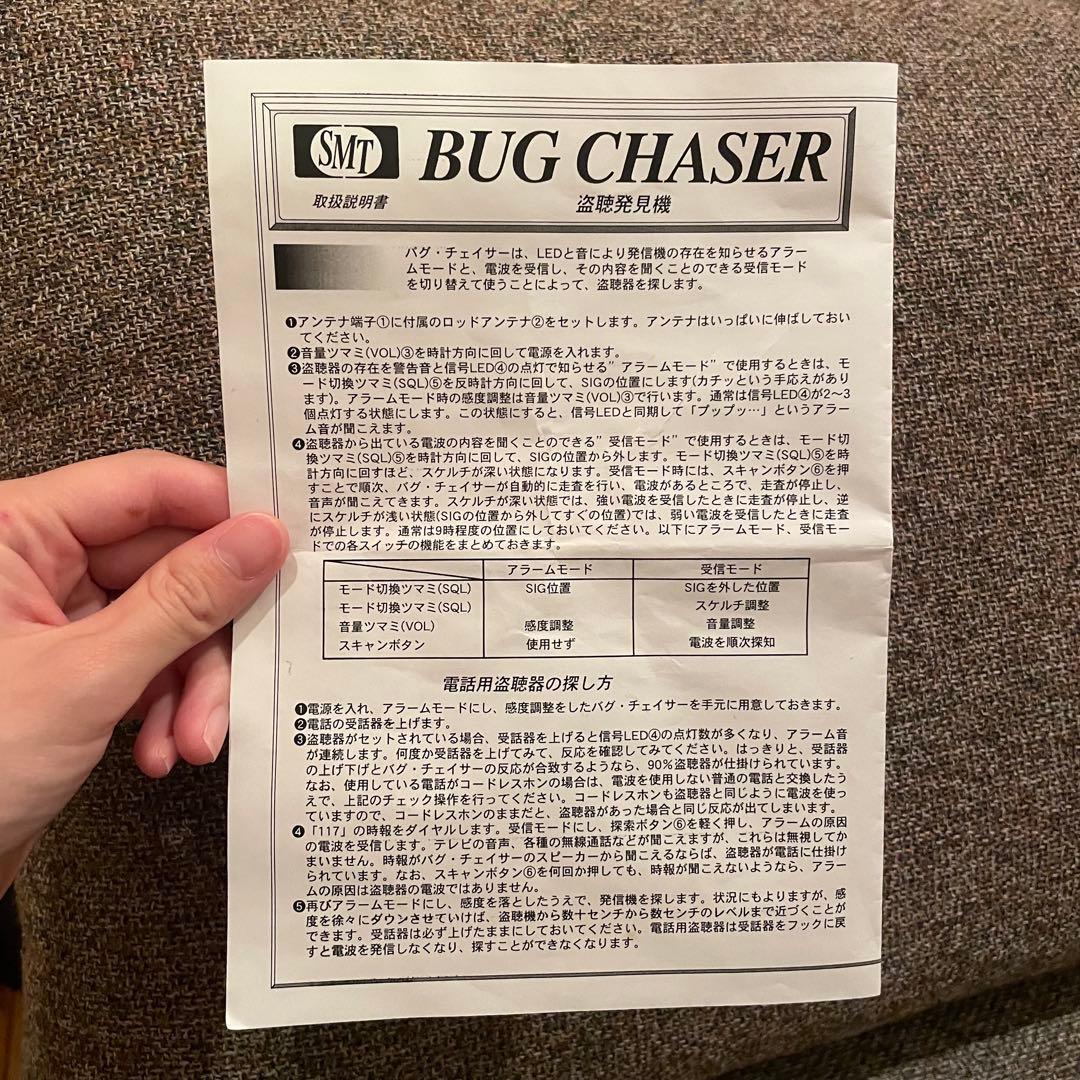 SMT BUG CHASER
取扱説明書 盗聴発見機
バグ・チェイサーは、LEDと音により発信機の存在を知らせるアラー
ムモードと、電波を受信し、その内容を聞くことのできる受信モード
を切り替えて使うことによって、盗聴器を探します。
❶アンテナ端子①に付属のロッドアンテナ②をセットします。アンテナはいっぱいに伸ばしておい
てください。
❷音量ツマミ(VOL)③を時計方向に回して電源を入れます。
❸盗聴器の存在を警告音と信号LED④の点灯で知らせる"アラームモード"で使用するときは、モ
ード切換ツマミ(SQL)⑤を反時計方向に回して、SIGの位置にします(カチッという手応えがあり
ます)。アラームモード時の感度調整は音量ツマミ(VOL)③で行います。通常は信号LED④が2〜3
個点灯する状態にします。この状態にすると、信号LEDと同期して「プップッ…」というアラー
ム音が聞こえます。
❹盗聴器から出ている電波の内容を聞くことのできる"受信モード"で使用するときは、モード切
換ツマミ(SQL)⑤を時計方向に回して、SIGの位置から外します。モード切換ツマミ(SQL)⑤を時
計方向に回すほど、スケルチが深い状態になります。受信モード時には、スキャンボタン⑥を押
すことで順次、バグ・チェイサーが自動的に走査を行い、電波があるところで、走査が停止し、
音声が聞こえてきます。スケルチが深い状態では、強い電波を受信したときに走査が停止し、逆
にスケルチが浅い状態(SIGの位置から外してすぐの位置)では、弱い電波を受信したときに走査
が停止します。通常は9時程度の位置にしておいてください。以下にアラームモード、受信モー
ドでの各スイッチの機能をまとめておきます。
アラームモード 受信モード
モード切換ツマミ(SQL) SIG位置 SIGを外した位置
モード切換ツマミ(SQL) スケルチ調整
音量ツマミ(VOL) 感度調整 音量調整
スキャンボタン 使用せず 電波を順次探知
電話用盗聴器の探し方
❶電源を入れ、アラームモードにし、感度調整をしたバグ・チェイサーを手元に用意しておきます。
❷電話の受話器を上げます。
❸盗聴器がセットされている場合、受話器を上げると信号LED④の点灯数が多くなり、アラーム音
が連続します。何度か受話器を上げてみて、反応を確認してみてください。はっきりと、受話器
の上げ下げとバグ・チェイサーの反応が合致するようなら、90%盗聴器が仕掛けられています。
なお、使用している電話がコードレスホンの場合は、電波を使用しない普通の電話と交換したう
えで、上記のチェック操作を行ってください。コードレスホンも盗聴器と同じように電波を使っ
ていますので、コードレスホンのままだと、盗聴器があった場合と同じ反応が出てしまいます。
❹「117」の時報をダイヤルします。受信モードにし、探索ボタン⑥を軽く押し、アラームの原因
の電波を受信します。テレビの音声、各種の無線通話などが聞こえますが、これらは無視してか
まいません。時報がバグ・チェイサーのスピーカーから聞こえるならば、盗聴器が電話に仕掛け
られています。なお、スキャンボタン⑥を何回か押しても、時報が聞こえないようなら、アラー
ムの原因は盗聴器の電波ではありません。
❺再びアラームモードにし、感度を落としたうえで、発信機を探します。状況にもよりますが、感
度を徐々にダウンさせていけば、盗聴機から数十センチから数センチのレベルまで近づくことが
できます。受話器は必ず上げたままにしておいてください。電話用盗聴器は受話器をフックに戻
すと電波を発信しなくなり、探すことができなくなります。